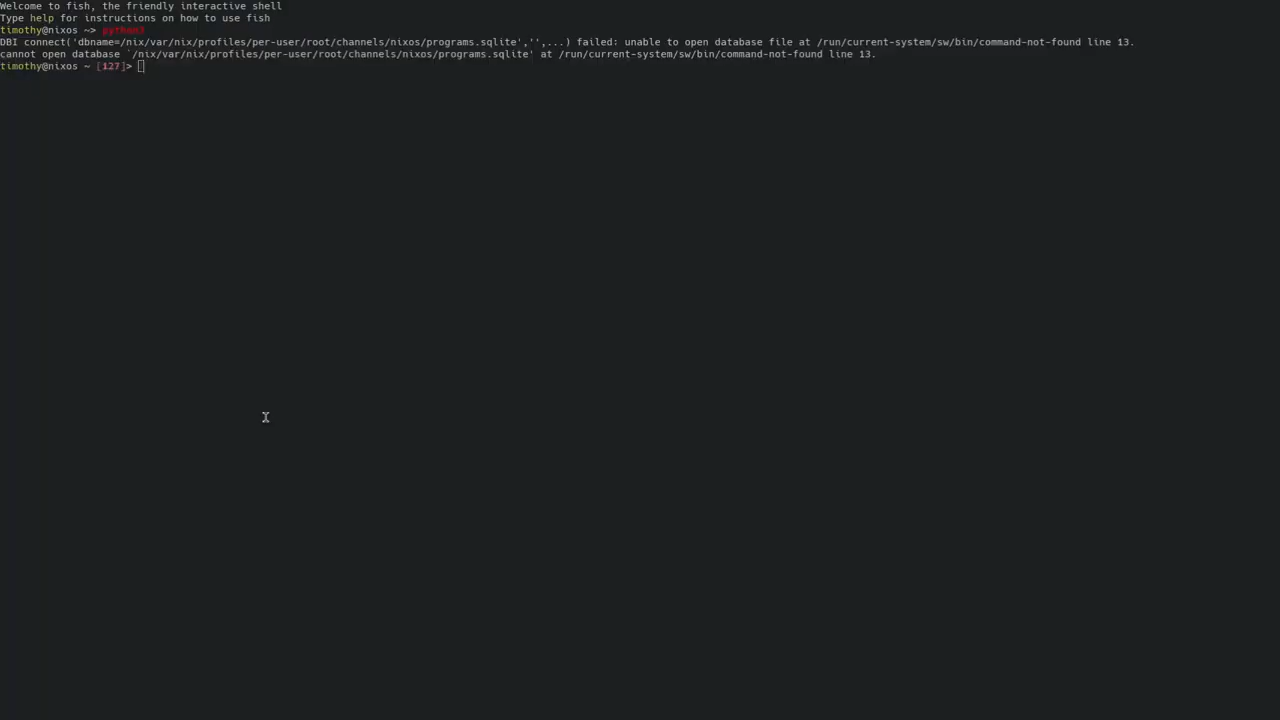 Welcome to fish, the friendly interactive shell
Type help for instructions on how to use fish
timothy@nixos ~> python3
DBI connect('dbname=/nix/var/nix/profiles/per-user/root/channels/nixos/programs.sqlite','',...) failed: unable to open database file at /run/current-system/sw/bin/command-not-found line 13.
cannot open database `/nix/var/nix/profiles/per-user/root/channels/nixos/programs.sqlite' at /run/current-system/sw/bin/command-not-found line 13.
timothy@nixos ~ [127]>